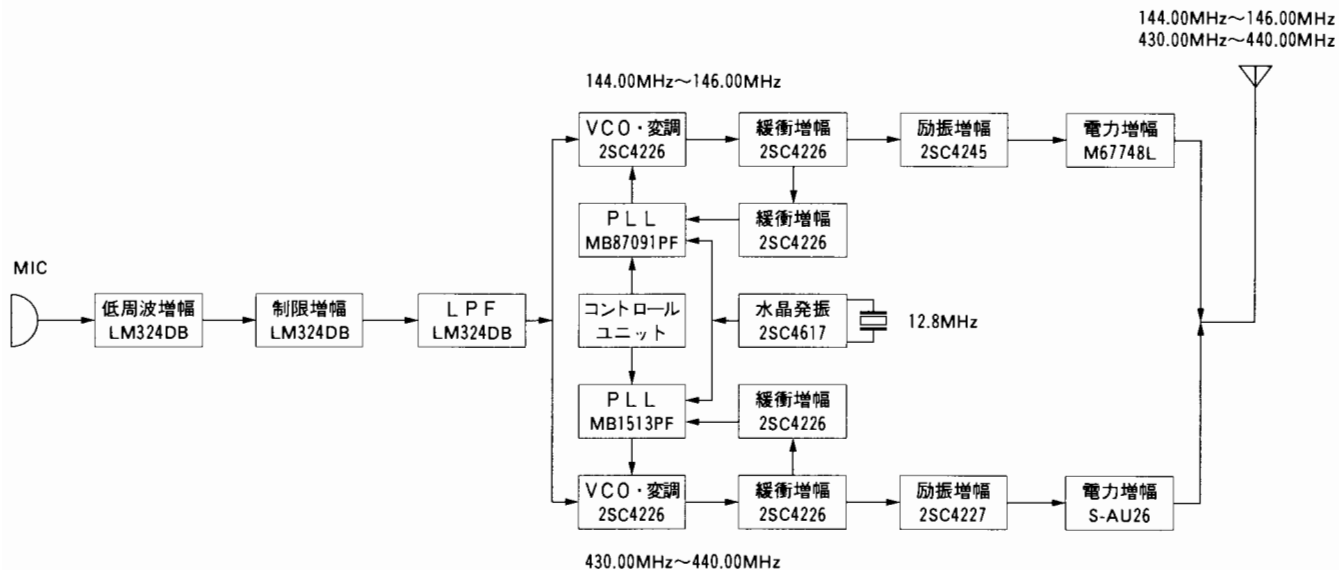 144.00MHz～146.00MHz
430.00MHz～440.00MHz
144.00MHz～146.00MHz
VCO・変調
2SC4226
緩衝増幅
2SC4226
励振増幅
2SC4245
電力増幅
M67748L
PLL
MB87091PF
緩衝増幅
2SC4226
MIC
低周波増幅
LM324DB
制限増幅
LM324DB
LPF
LM324DB
コントロール
ユニット
水晶発振
2SC4617
12.8MHz
PLL
MB1513PF
緩衝増幅
2SC4226
VCO・変調
2SC4226
緩衝増幅
2SC4226
励振増幅
2SC4227
電力増幅
S-AU26
430.00MHz～440.00MHz